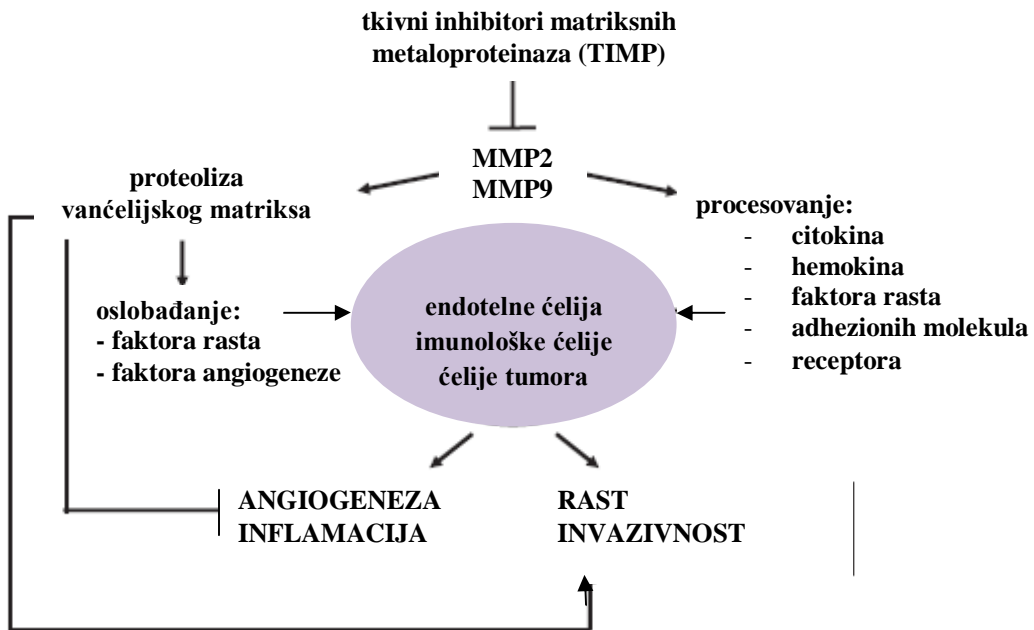 tkivni inhibitori matriksnih
metaloproteinaza (TIMP)
MMP2
MMP9
proteoliza
vanćelijskog matriksa
oslobađanje:
- faktora rasta
- faktora angiogeneze
procesovanje:
- citokina
- hemokina
- faktora rasta
- adhezionih molekula
- receptora
endotelne ćelija
imunološke ćelije
ćelije tumora
ANGIOGENEZA
INFLAMACIJA
RAST
INVAZIVNOST